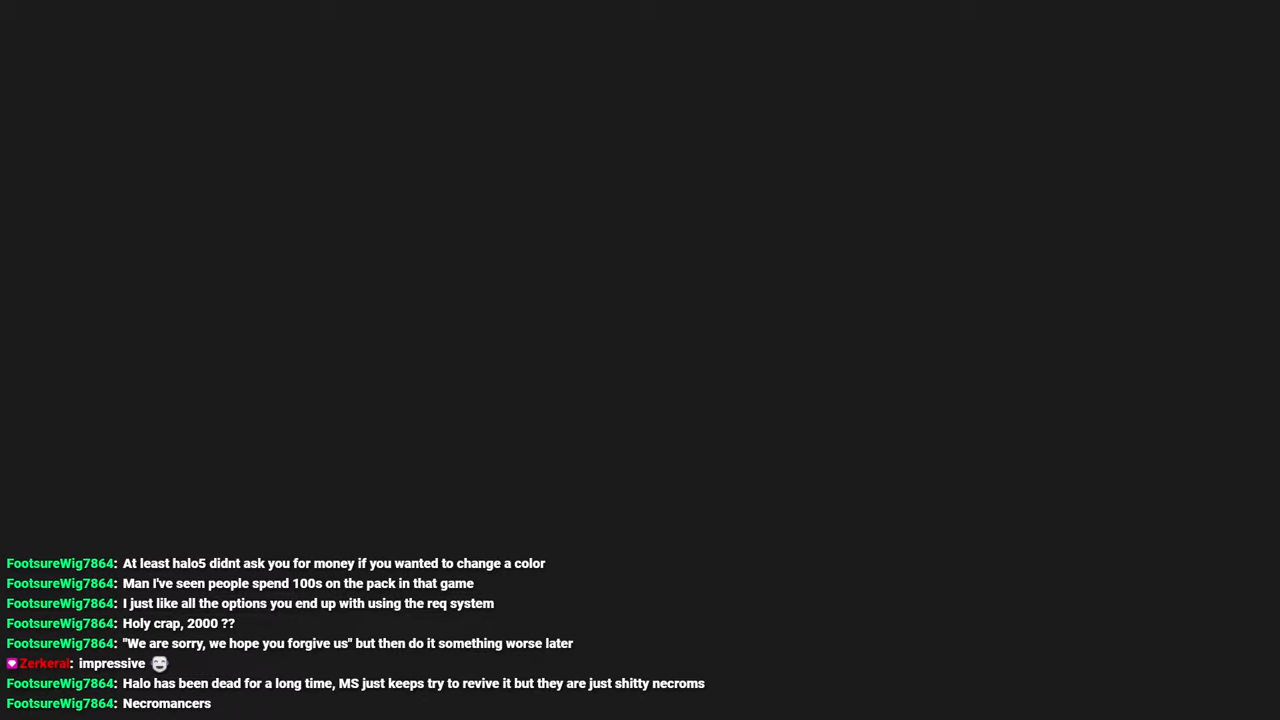 FootsureWig7864: At least halo5 didnt ask you for money if you wanted to change a color
FootsureWig7864: Man I've seen people spend 100s on the pack in that game
FootsureWig7864: I just like all the options you end up with using the req system
FootsureWig7864: Holy crap, 2000 ??
FootsureWig7864: "We are sorry, we hope you forgive us" but then do it something worse later
Zerkeral: impressive
FootsureWig7864: Halo has been dead for a long time, MS just keeps try to revive it but they are just shitty necroms
FootsureWig7864: Necromancers